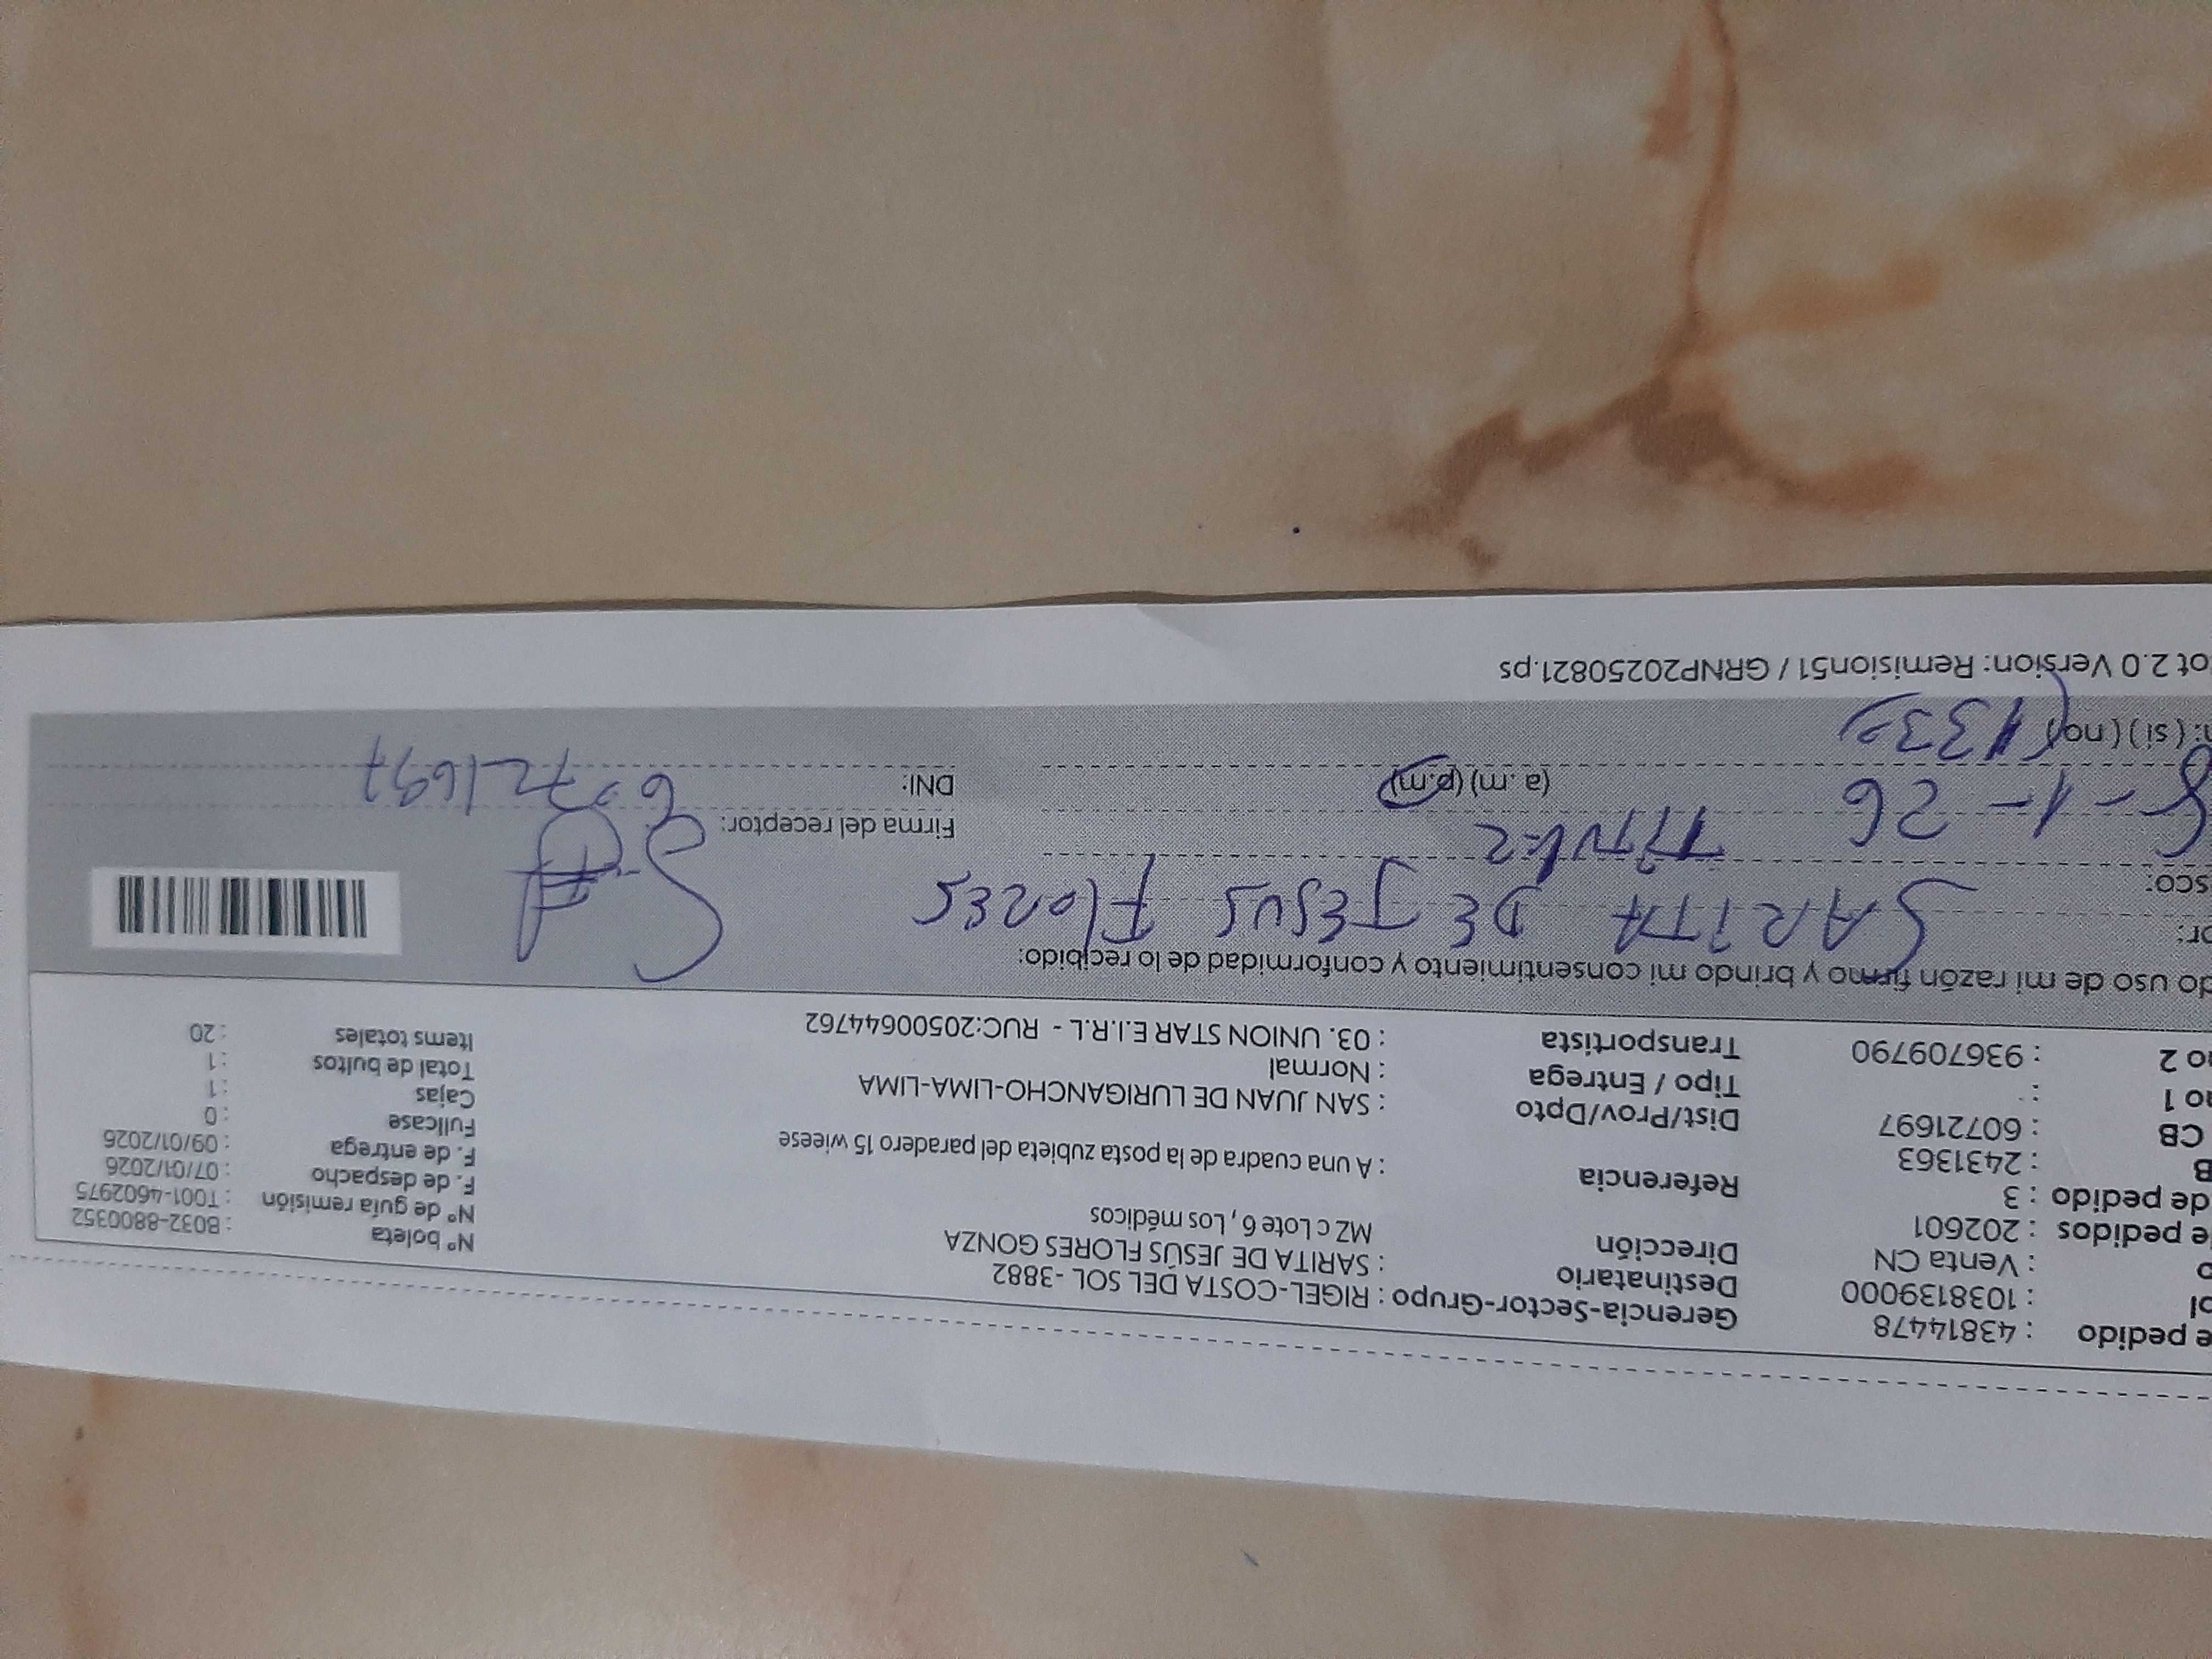 e pedido : 43814478 Gerencia-Sector-Grupo : RIGEL-COSTA DEL SOL -3882 N° boleta : B032-8800352
ol : 1038139000 Destinatario : SARITA DE JESÚS FLORES GONZA N° de guía remisión : T001-4602975
o : Venta CN Dirección MZ c Lote 6 , Los médicos F. de despacho : 07/01/2026
e pedidos : 202601 F. de entrega : 09/01/2026
de pedido : 3 Referencia : A una cuadra de la posta zubieta del paradero 15 wieese Fullcase : 0
B : 2431363 Cajas : 1
CB : 60721697 Dist/Prov/Dpto : SAN JUAN DE LURIGANCHO-LIMA-LIMA Total de bultos : 1
no 1 : Tipo / Entrega : Normal Items totales : 20
no 2 : 936709790 Transportista : 03. UNION STAR E.I.R.L - RUC:20500644762
do uso de mi razón firmo y brindo mi consentimiento y conformidad de lo recibido:
or: SARITA DE JESUS FLORES
sco: Firma del receptor:
8-1-26 (a. m) (p.m) DNI: 60721697
n: ( si ) ( no)
ot 2.0 Version: Remision51 / GRNP20250821.ps